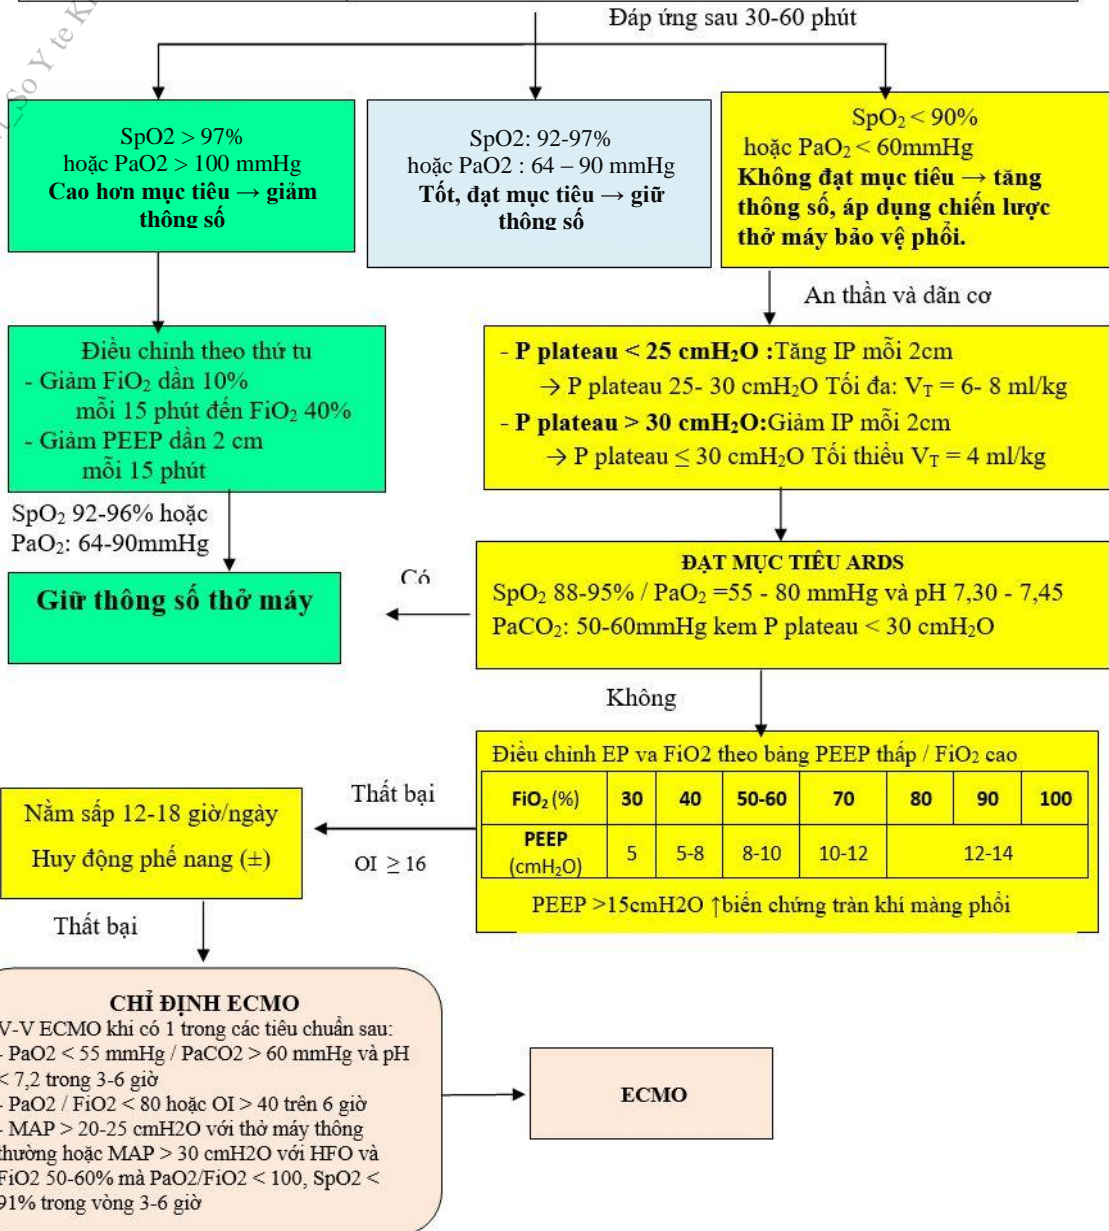 Đáp ứng sau 30-60 phút
_So Y te K
SpO2 > 97%
hoặc PaO2 > 100 mmHg
Cao hơn mục tiêu → giảm
thông số
SpO2: 92-97%
hoặc PaO2 : 64 – 90 mmHg
Tốt, đạt mục tiêu → giữ
thông số
SpO₂ < 90%
hoặc PaO₂ < 60mmHg
Không đạt mục tiêu → tăng
thông số, áp dụng chiến lược
thở máy bảo vệ phổi.
An thần và dãn cơ
Điều chỉnh theo thứ tu
- Giảm FiO₂ dần 10%
mỗi 15 phút đến FiO₂ 40%
- Giảm PEEP dần 2 cm
mỗi 15 phút
- P plateau < 25 cmH₂O :Tăng IP mỗi 2cm
→ P plateau 25- 30 cmH₂O Tối đa: V_T = 6- 8 ml/kg
- P plateau > 30 cmH₂O:Giảm IP mỗi 2cm
→ P plateau ≤ 30 cmH₂O Tối thiểu V_T = 4 ml/kg
SpO₂ 92-96% hoặc
PaO₂: 64-90mmHg
Giữ thông số thở máy
Có
ĐẠT MỤC TIÊU ARDS
SpO₂ 88-95% / PaO₂ =55 - 80 mmHg và pH 7,30 - 7,45
PaCO₂: 50-60mmHg kem P plateau < 30 cmH₂O
Không
Điều chỉnh EP va FiO2 theo bảng PEEP thấp / FiO₂ cao
FiO₂ (%) 30 40 50-60 70 80 90 100
PEEP
(cmH₂O) 5 5-8 8-10 10-12 12-14
PEEP >15cmH2O ↑biến chứng tràn khí màng phổi
Thất bại
OI ≥ 16
Nằm sấp 12-18 giờ/ngày
Huy động phế nang (±)
Thất bại
CHỈ ĐỊNH ECMO
V-V ECMO khi có 1 trong các tiêu chuẩn sau:
- PaO2 < 55 mmHg / PaCO2 > 60 mmHg và pH
< 7,2 trong 3-6 giờ
- PaO2 / FiO2 < 80 hoặc OI > 40 trên 6 giờ
- MAP > 20-25 cmH2O với thở máy thông
thường hoặc MAP > 30 cmH2O với HFO và
FiO2 50-60% mà PaO2/FiO2 < 100, SpO2 <
91% trong vòng 3-6 giờ
ECMO